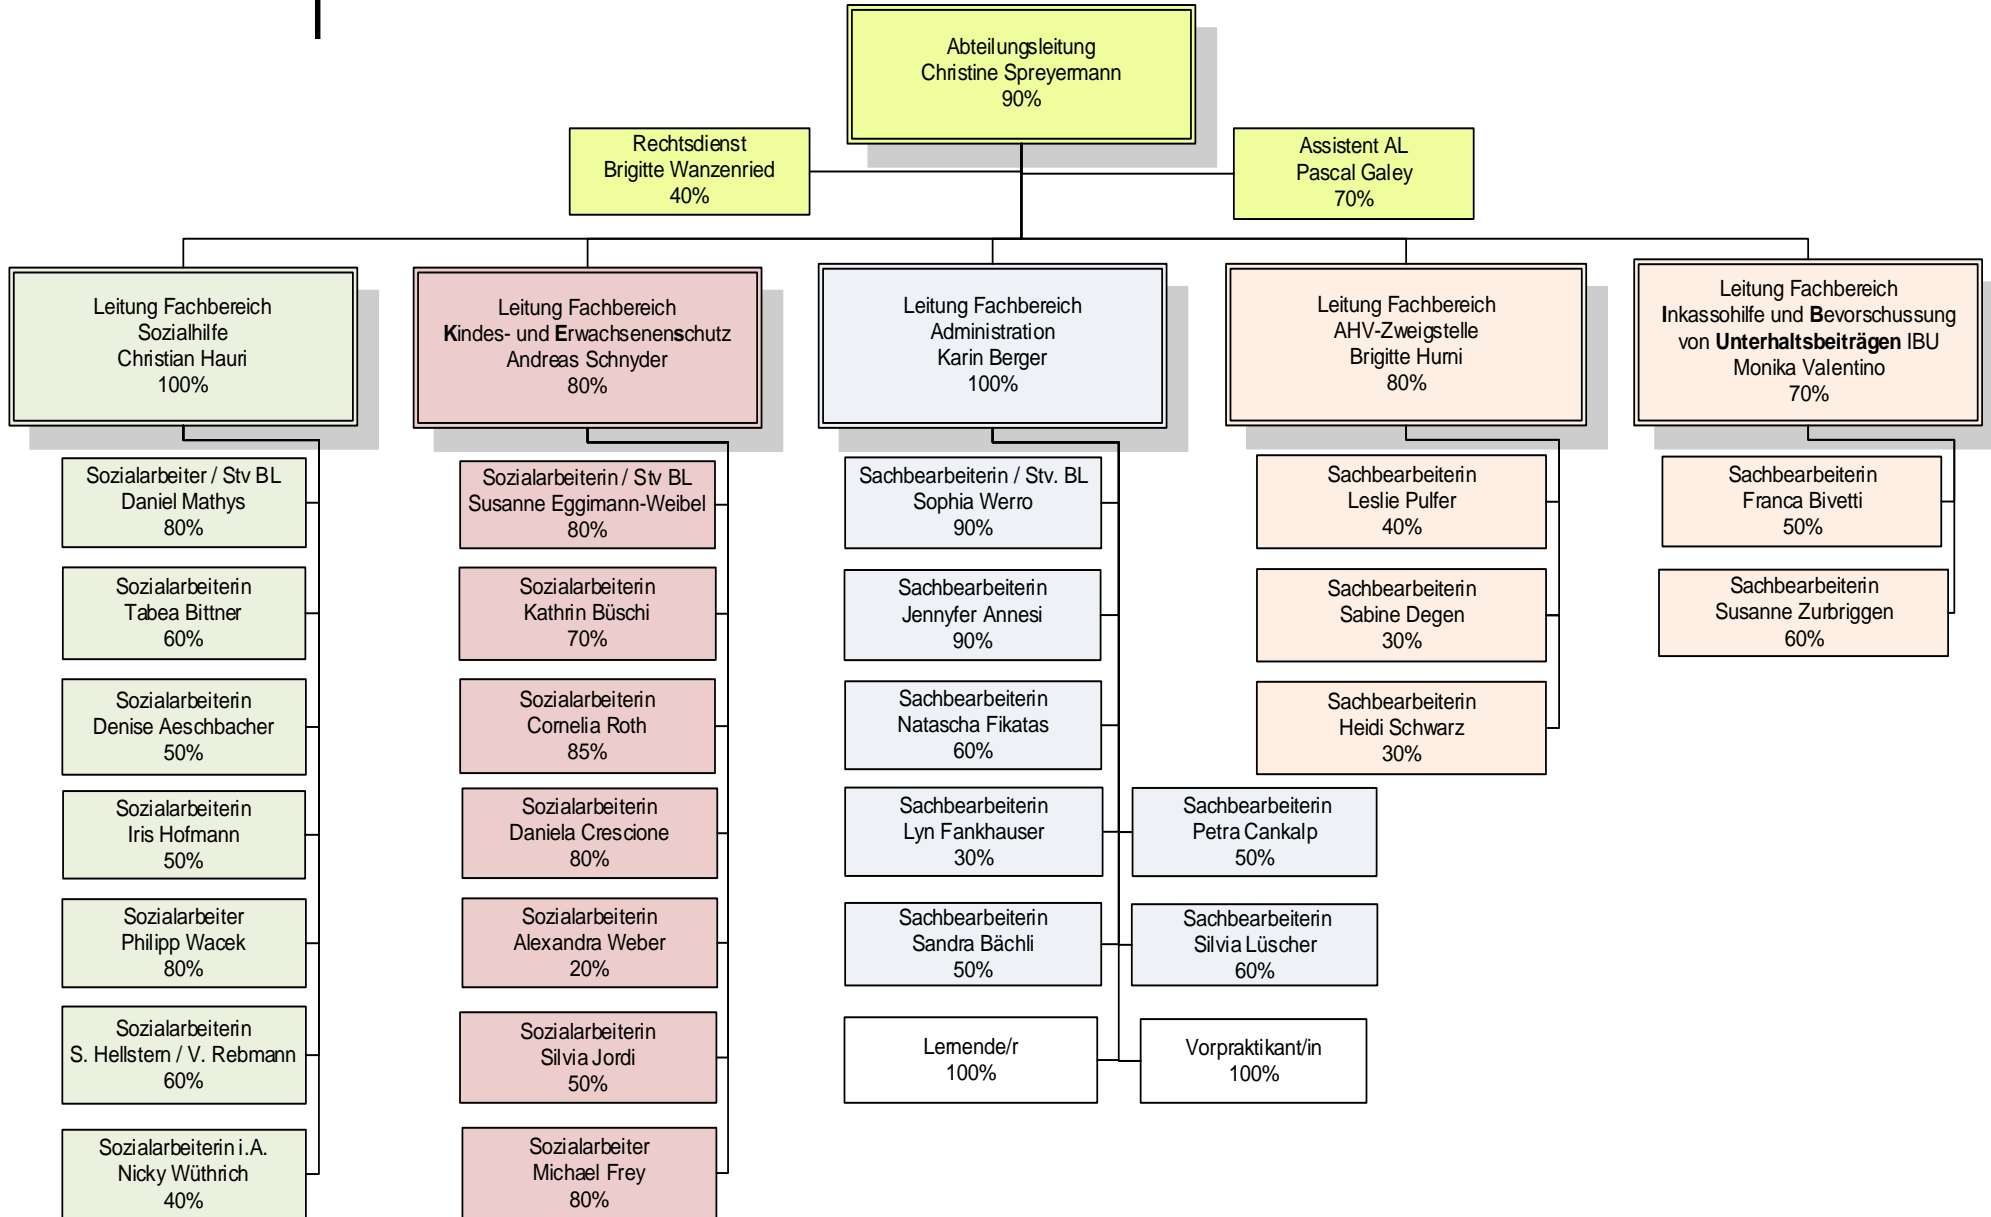 Abteilungsleitung
Christine Spreyermann
90%
Rechtsdienst
Brigitte Wanzenried
40%
Assistent AL
Pascal Galey
70%
Leitung Fachbereich
Sozialhilfe
Christian Hauri
100%
Sozialarbeiter / Stv BL
Daniel Mathys
80%
Sozialarbeiterin
Tabea Bittner
60%
Sozialarbeiterin
Denise Aeschbacher
50%
Sozialarbeiterin
Iris Hofmann
50%
Sozialarbeiter
Philipp Wacek
80%
Sozialarbeiterin
S. Hellstern / V. Rebmann
60%
Sozialarbeiterin i.A.
Nicky Wüthrich
40%
Leitung Fachbereich
Kindes- und Erwachsenenschutz
Andreas Schnyder
80%
Sozialarbeiterin / Stv BL
Susanne Eggimann-Weibel
80%
Sozialarbeiterin
Kathrin Büschi
70%
Sozialarbeiterin
Cornelia Roth
85%
Sozialarbeiterin
Daniela Crescione
80%
Sozialarbeiterin
Alexandra Weber
20%
Sozialarbeiterin
Silvia Jordi
50%
Sozialarbeiter
Michael Frey
80%
Leitung Fachbereich
Administration
Karin Berger
100%
Sachbearbeiterin / Stv. BL
Sophia Werro
90%
Sachbearbeiterin
Jennyfer Annesi
90%
Sachbearbeiterin
Natascha Fikatas
60%
Sachbearbeiterin
Lyn Fankhauser
30%
Sachbearbeiterin
Petra Cankalp
50%
Sachbearbeiterin
Sandra Bächli
50%
Sachbearbeiterin
Silvia Lüscher
60%
Lernende/r
100%
Vorpraktikant/in
100%
Leitung Fachbereich
AHV-Zweigstelle
Brigitte Hurni
80%
Sachbearbeiterin
Leslie Pulfer
40%
Sachbearbeiterin
Sabine Degen
30%
Sachbearbeiterin
Heidi Schwarz
30%
Leitung Fachbereich
Inkassohilfe und Bevorschussung
von Unterhaltsbeiträgen IBU
Monika Valentino
70%
Sachbearbeiterin
Franca Bivetti
50%
Sachbearbeiterin
Susanne Zurbriggen
60%